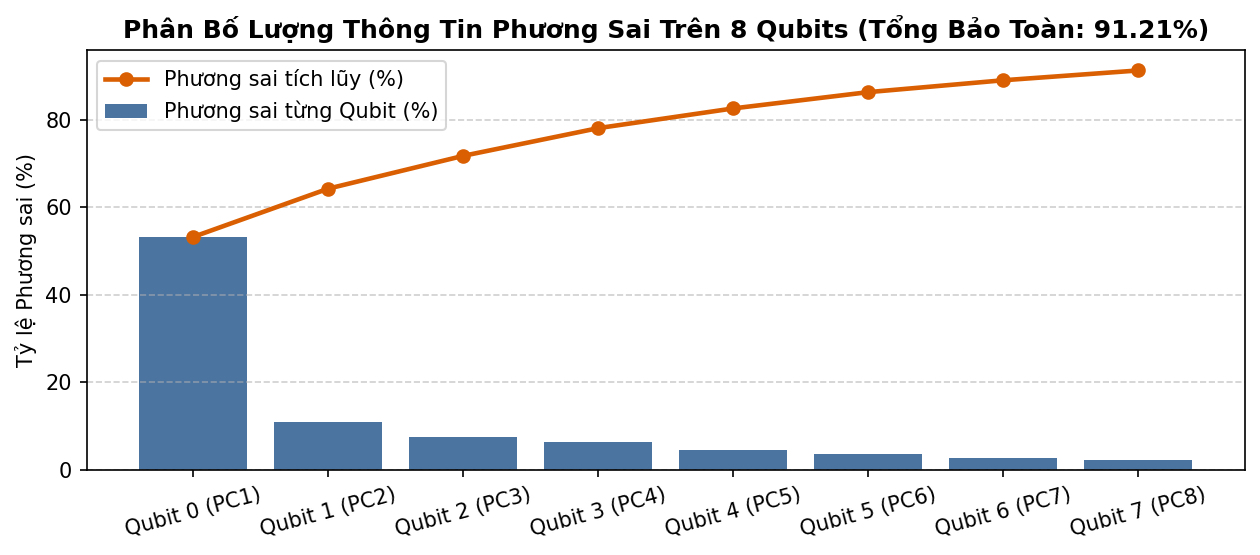 Phân Bố Lượng Thông Tin Phương Sai Trên 8 Qubits (Tổng Bảo Toàn: 91.21%)
Phương sai tích lũy (%)
Phương sai từng Qubit (%)
Tỷ lệ Phương sai (%)
80
60
40
20
0
Qubit 0 (PC1)
Qubit 1 (PC2)
Qubit 2 (PC3)
Qubit 3 (PC4)
Qubit 4 (PC5)
Qubit 5 (PC6)
Qubit 6 (PC7)
Qubit 7 (PC8)